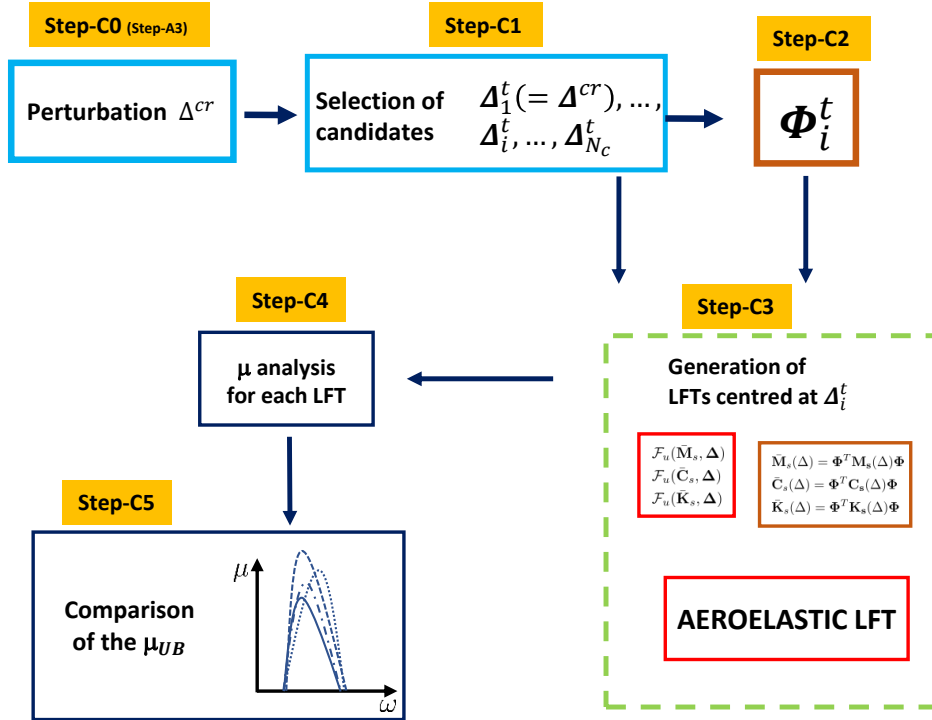 Step-C0 (Step-A3)
Perturbation Δ^{cr}
Step-C1
Selection of candidates
Δ_1^t(= Δ^{cr}), …,
Δ_i^t, …, Δ_{N_c}^t
Step-C2
Φ_i^t
Step-C3
Generation of
LFTs centred at Δ_i^t
F_u(M̄_s, Δ)
F_u(C̄_s, Δ)
F_u(K̄_s, Δ)
M̄_s(Δ) = Φ^T M_s(Δ)Φ
C̄_s(Δ) = Φ^T C_s(Δ)Φ
K̄_s(Δ) = Φ^T K_s(Δ)Φ
AEROELASTIC LFT
Step-C4
μ analysis
for each LFT
Step-C5
Comparison
of the μ_{UB}
μ
ω